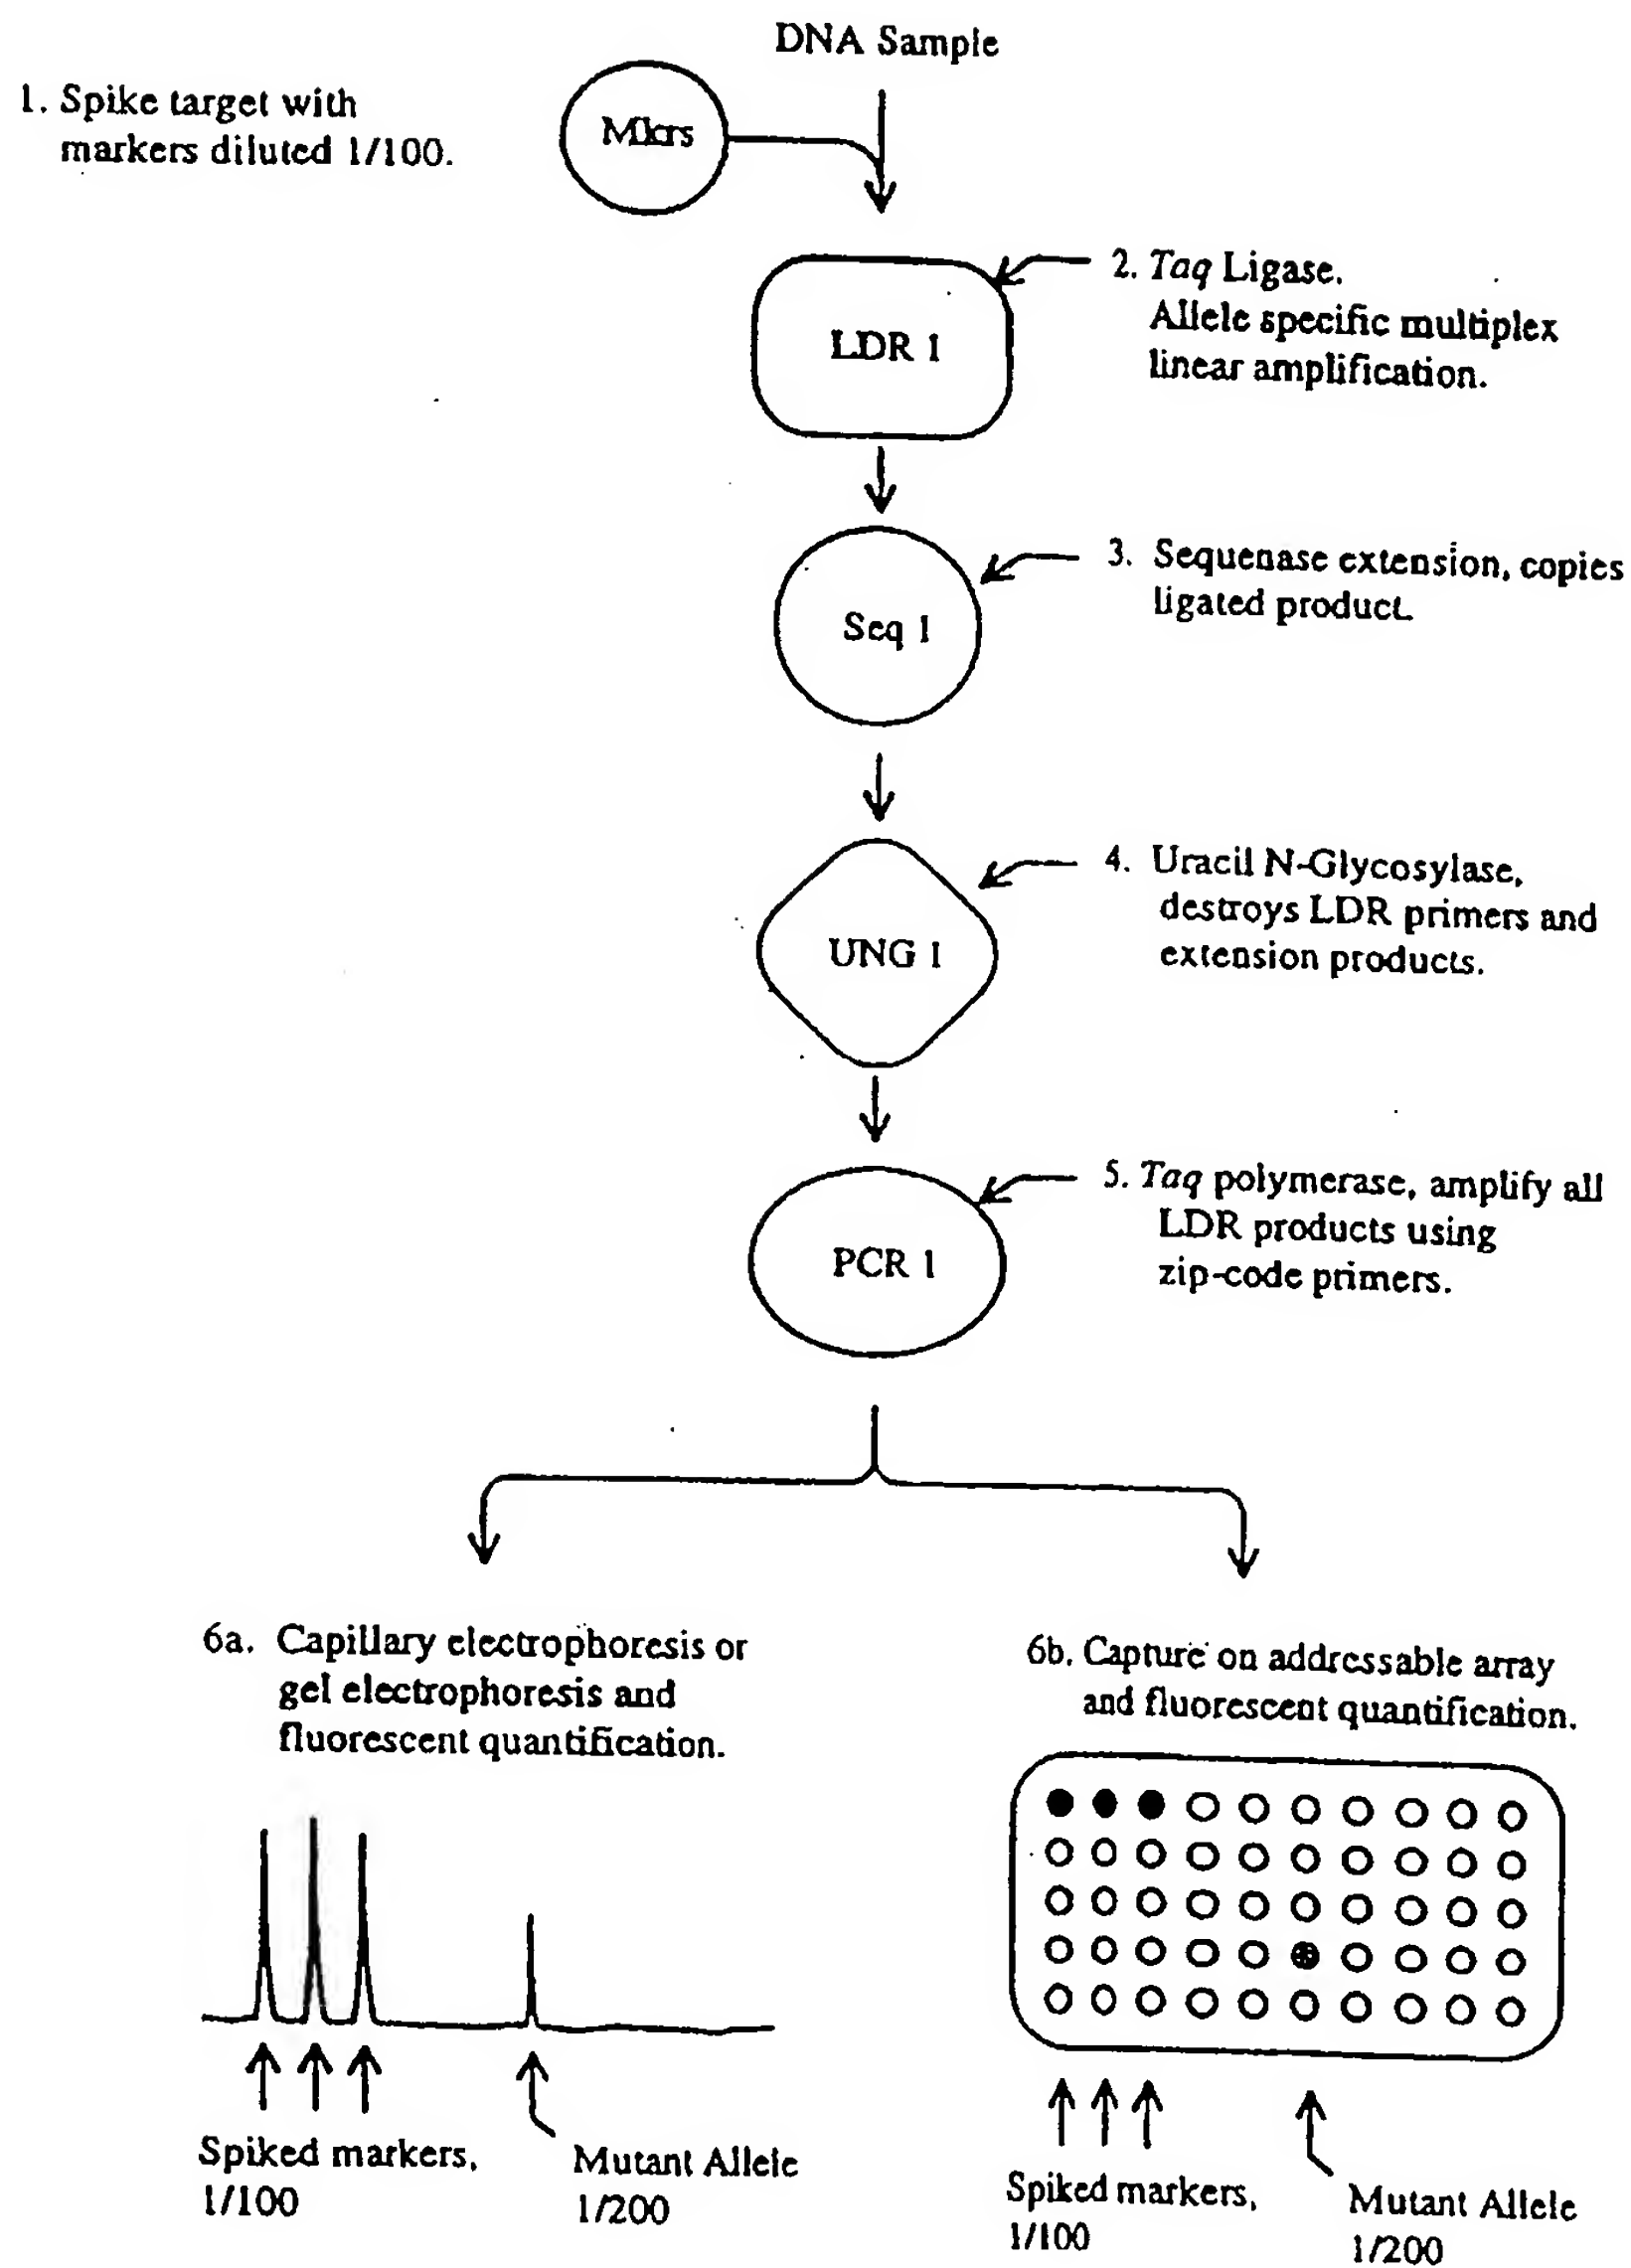 DNA Sample
1. Spike target with
markers diluted 1/100.
Mkrs
2. Taq Ligase.
Allele specific multiplex
linear amplification.
LDR 1
3. Sequenase extension, copies
ligated product.
Seq 1
4. Uracil N-Glycosylase,
destroys LDR primers and
extension products.
UNG 1
5. Taq polymerase, amplify all
LDR products using
zip-code primers.
PCR 1
6a. Capillary electrophoresis or
gel electrophoresis and
fluorescent quantification.
6b. Capture on addressable array
and fluorescent quantification.
Spiked markers,
1/100
Mutant Allele
1/200
Spiked markers,
1/100
Mutant Allele
1/200